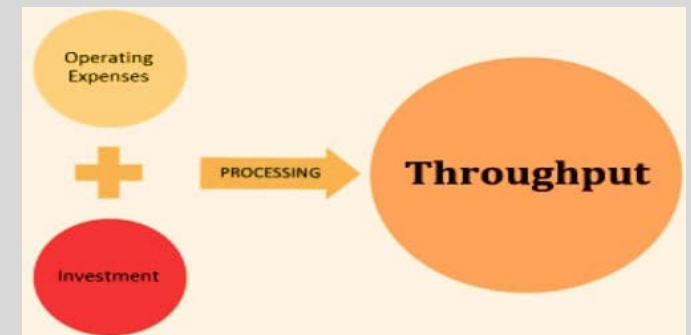 Operating
Expenses
PROCESSING
Throughput
Investment